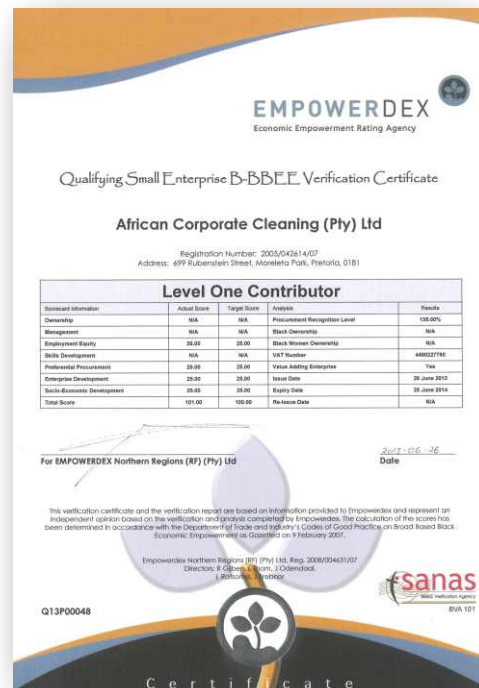 EMPOWERDEX
Economic Empowerment Rating Agency
Qualifying Small Enterprise B-BBEE Verification Certificate
African Corporate Cleaning (Pty) Ltd
Registration Number: 2005/042614/07
Address: 699 Rubenstein Street, Moreleta Park, Pretoria, 0181
Level One Contributor
Scorecard Information Actual Score Target Score Analysis Results
Ownership N/A N/A Procurement Recognition Level 135.00%
Management N/A N/A Black Ownership N/A
Employment Equity 26.00 25.00 Black Women Ownership N/A
Skills Development N/A N/A VAT Number
Preferential Procurement 25.00 25.00 Value Adding Enterprise Yes
Enterprise Development 25.00 25.00 Issue Date 26 June 2013
Socio-Economic Development 25.00 25.00 Expiry Date 25 June 2014
Total Score 101.00 100.00 Re-Issue Date N/A
2013-06-26
For EMPOWERDEX Northern Regions (RF) (Pty) Ltd Date
This verification certificate and the verification report are based on information provided to Empowerdex and represent an
independent opinion based on the verification and analysis completed by Empowerdex. The calculation of the scores has
been determined in accordance with the Department of Trade and Industry's Codes of Good Practice on Broad Based Black
Economic Empowerment as Gazetted on 9 February 2007.
Empowerdex Northern Regions (RF) (Pty) Ltd, Reg. 2008/004631/07
Directors: R , J Odendaal,
L
sanas
BBBEE Verification Agency
BVA 101
Q13P00048
Certificate